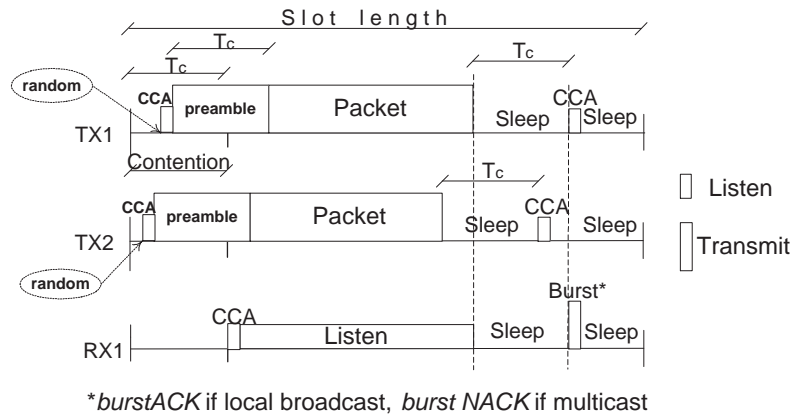 Slot length
Tc
Tc
Tc
random
CCA
preamble
Packet
Sleep
CCA
Sleep
TX1
Contention
Tc
CCA
preamble
Packet
Sleep
CCA
Sleep
TX2
random
Listen
Transmit
Burst*
CCA
Listen
Sleep
Sleep
RX1
*burstACK if local broadcast, burst NACK if multicast